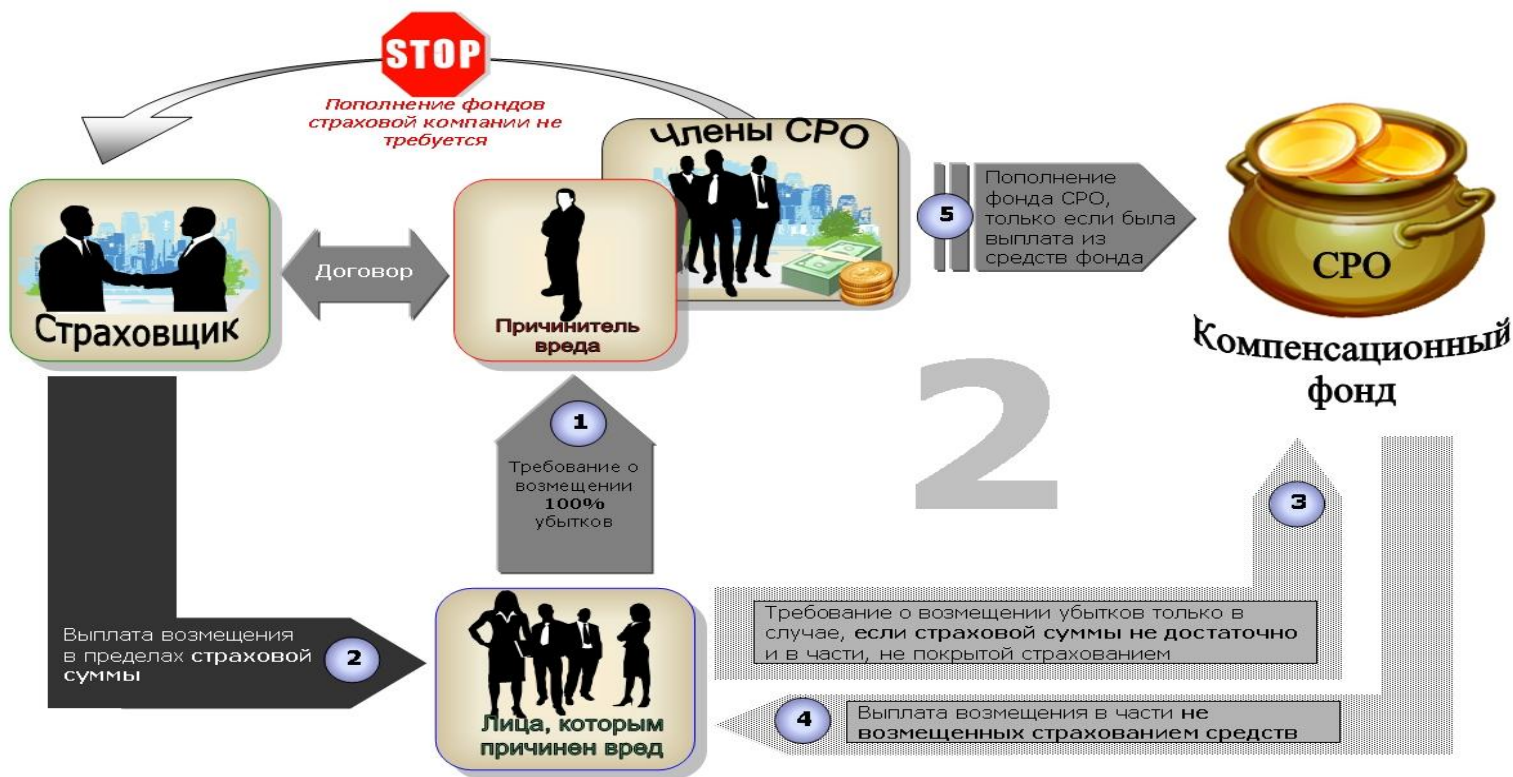 STOP
Пополнение фондов
страховой компании не
требуется
Члены СРО
Страховщик
Договор
Причинитель
вреда
5
Пополнение
фонда СРО,
только если была
выплата из
средств фонда
СРО
Компенсационный
фонд
2
1
Требование о
возмещении
100%
убытков
3
Выплата возмещения
в пределах страховой
суммы
2
Лица, которым
причинен вред
Требование о возмещении убытков только в
случае, если страховой суммы не достаточно
и в части, не покрытой страхованием
4
Выплата возмещения в части не
возмещенных страхованием средств